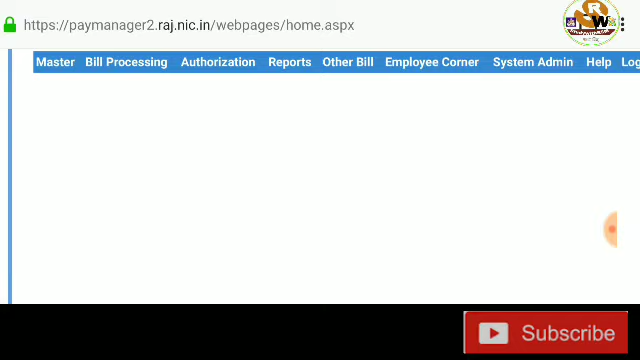 https://paymanager2.raj.nic.in/webpages/home.aspx
Master Bill Processing Authorization Reports Other Bill Employee Corner System Admin Help Log
R
S W
Subscribe